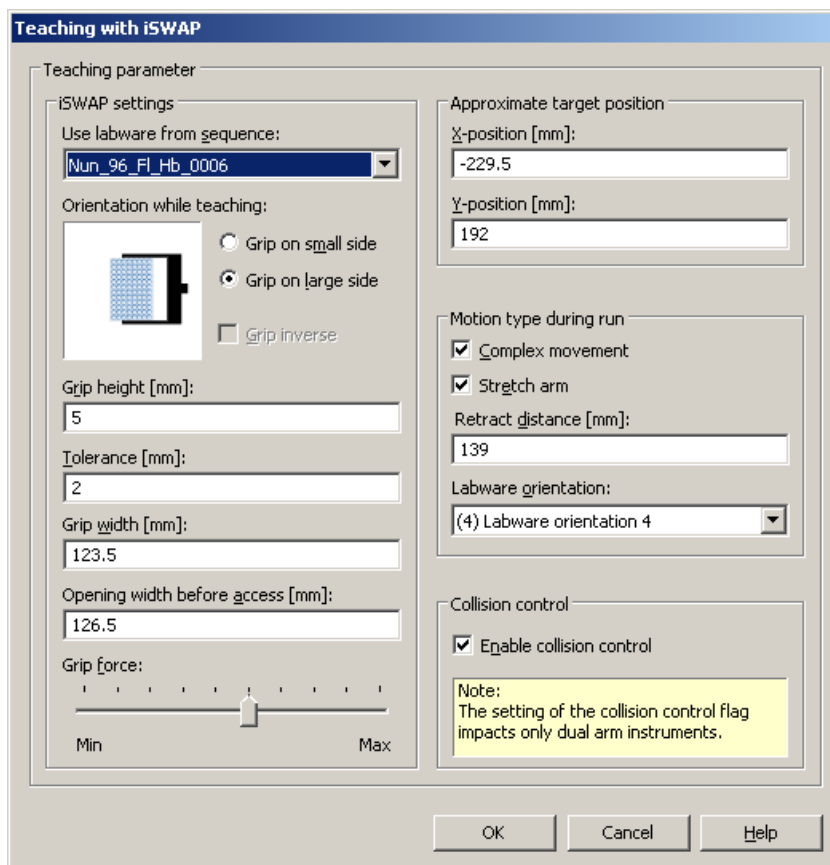 Teaching with iSWAP
Teaching parameter
iSWAP settings
Use labware from sequence:
Nun_96_Fl_Hb_0006
Orientation while teaching:
Grip on small side
Grip on large side
Grip inverse
Grip height [mm]:
5
Tolerance [mm]:
2
Grip width [mm]:
123.5
Opening width before access [mm]:
126.5
Grip force:
Min Max
Approximate target position
X-position [mm]:
-229.5
Y-position [mm]:
192
Motion type during run
Complex movement
Stretch arm
Retract distance [mm]:
139
Labware orientation:
(4) Labware orientation 4
Collision control
Enable collision control
Note:
The setting of the collision control flag
impacts only dual arm instruments.
OK Cancel Help